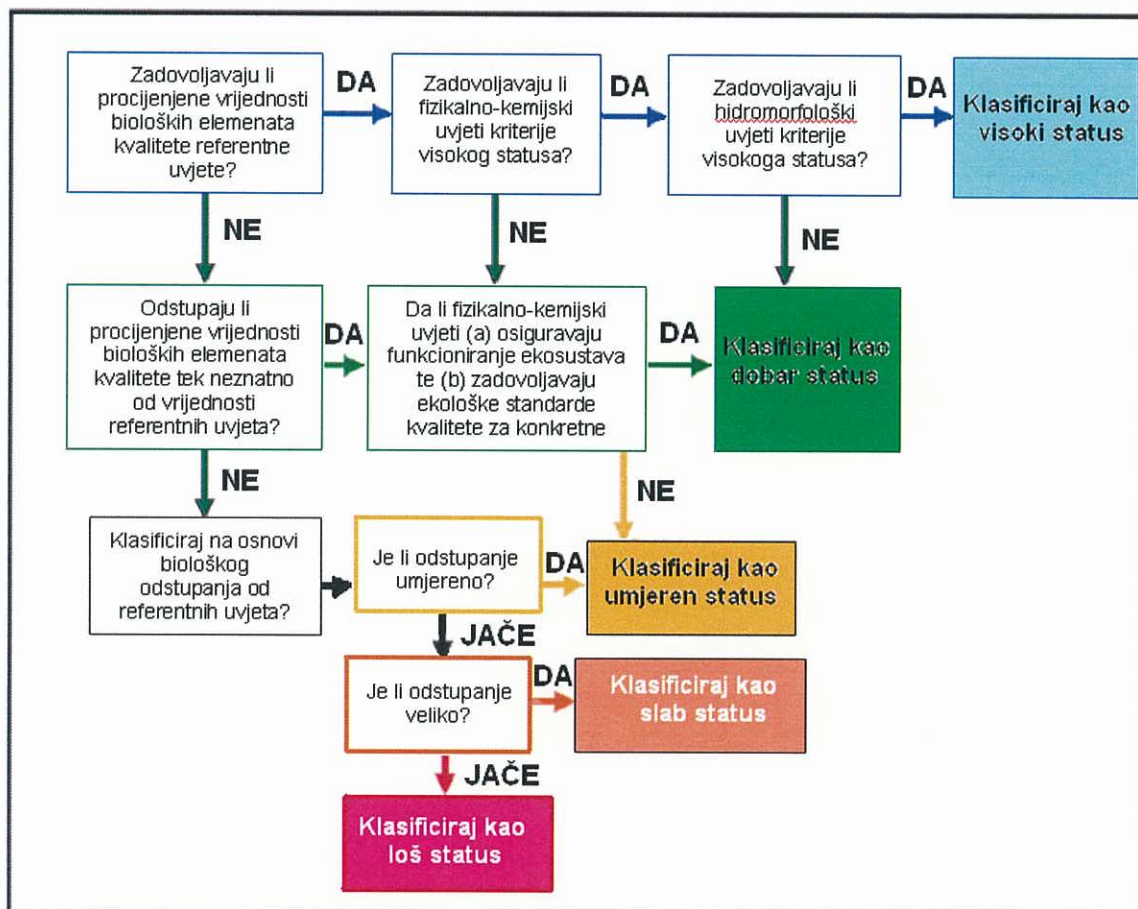 Zadovoljavaju li
procijenjene vrijednosti
bioloških elemenata
kvalitete referentne
uvjete?
DA
Zadovoljavaju li
fizikalno-kemijski
uvjeti kriterije
visokog statusa?
DA
Zadovoljavaju li
hidromorfološki
uvjeti kriterije
visokoga statusa?
DA
Klasificiraj kao
visoki status
NE
NE
NE
Odstupaju li
procijenjene vrijednosti
bioloških elemenata
kvalitete tek neznatno
od vrijednosti
referentnih uvjeta?
DA
Da li fizikalno-kemijski
uvjeti (a) osiguravaju
funkcioniranje ekosustava
te (b) zadovoljavaju
ekološke standarde
kvalitete za konkretne
DA
Klasificiraj kao
dobar status
NE
NE
Klasificiraj na osnovi
biološkog
odstupanja od
referentnih uvjeta?
Je li odstupanje
umjereno?
DA
Klasificiraj kao
umjeren status
JAČE
Je li odstupanje
veliko?
DA
Klasificiraj kao
slab status
JAČE
Klasificiraj kao
loš status